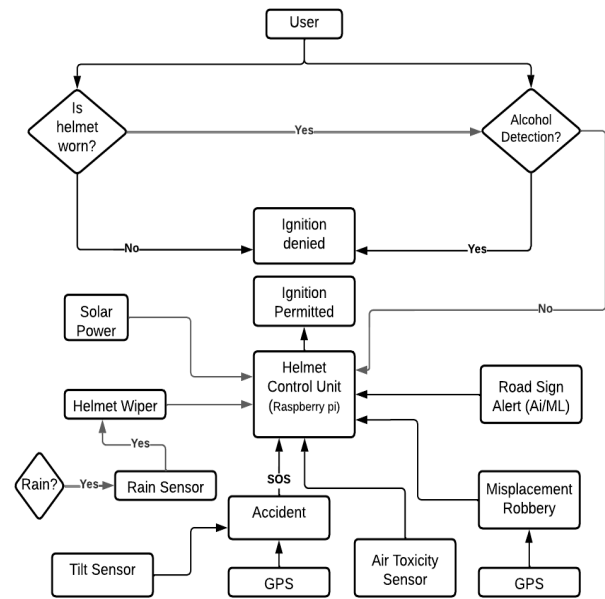 User
Is
helmet
worn?
Yes
Alcohol
Detection?
Ignition
denied
No
Yes
Ignition
Permitted
Solar
Power
No
Helmet
Control Unit
(Raspberry pi)
Road Sign
Alert (Ai/ML)
Helmet Wiper
Yes
Rain?
Yes
Rain Sensor
SOS
Misplacement
Robbery
Accident
Tilt Sensor
Air Toxicity
Sensor
GPS
GPS